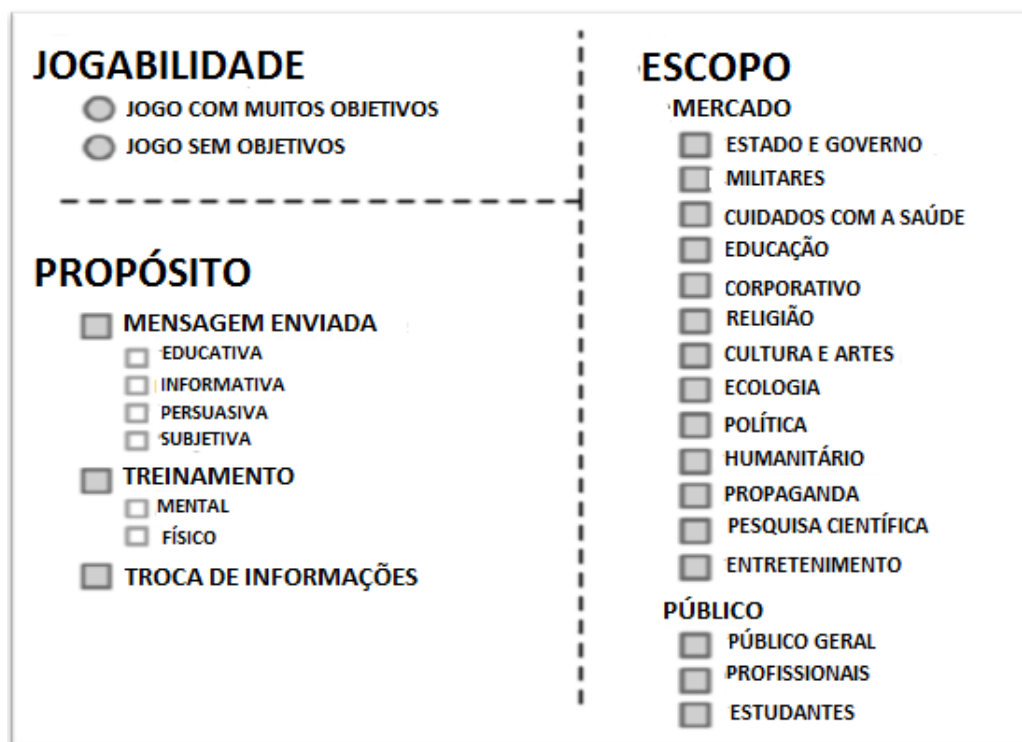 JOGABILIDADE
JOGO COM MUITOS OBJETIVOS
JOGO SEM OBJETIVOS
PROPÓSITO
MENSAGEM ENVIADA
EDUCATIVA
INFORMATIVA
PERSUASIVA
SUBJETIVA
TREINAMENTO
MENTAL
FÍSICO
TROCA DE INFORMAÇÕES
ESCOPO
MERCADO
ESTADO E GOVERNO
MILITARES
CUIDADOS COM A SAÚDE
EDUCAÇÃO
CORPORATIVO
RELIGIÃO
CULTURA E ARTES
ECOLOGIA
POLÍTICA
HUMANITÁRIO
PROPAGANDA
PESQUISA CIENTÍFICA
ENTRETENIMENTO
PÚBLICO
PÚBLICO GERAL
PROFISSIONAIS
ESTUDANTES